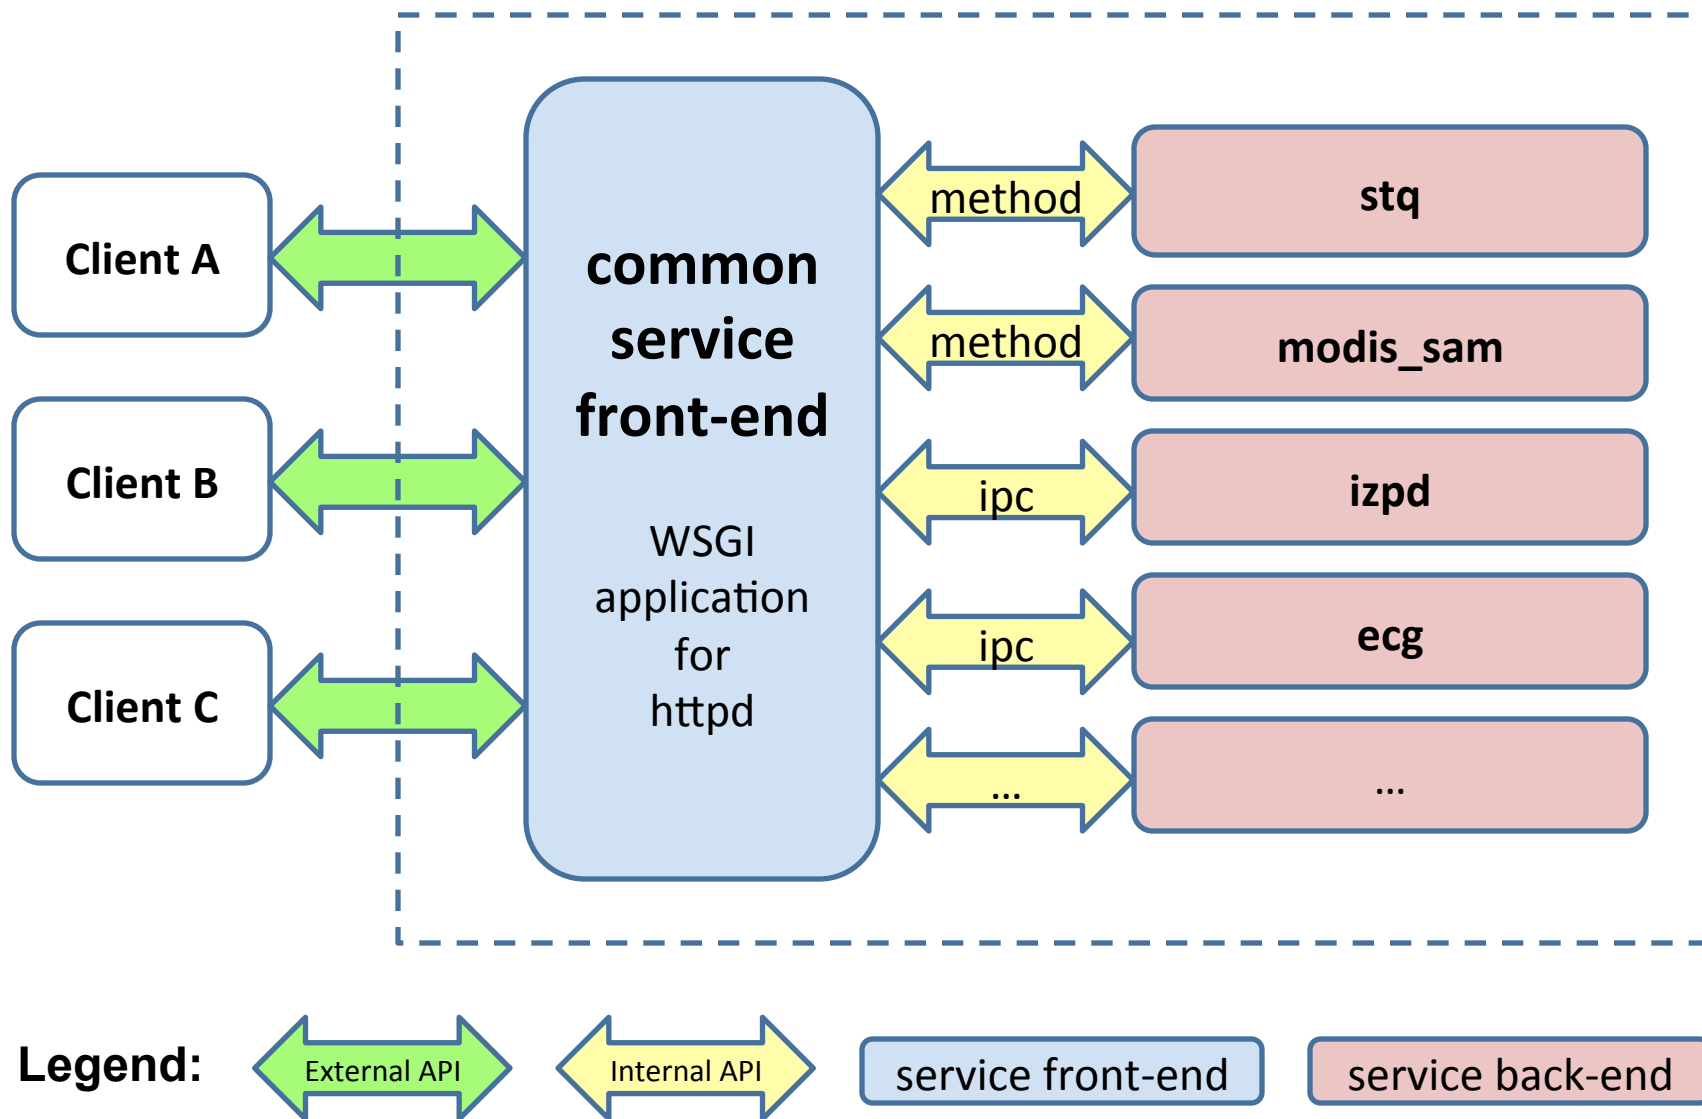 Client A
Client B
Client C
common
service
front-end
WSGI
application
for
httpd
method
method
ipc
ipc
...
stq
modis_sam
izpd
ecg
...
Legend:
External API
Internal API
service front-end
service back-end